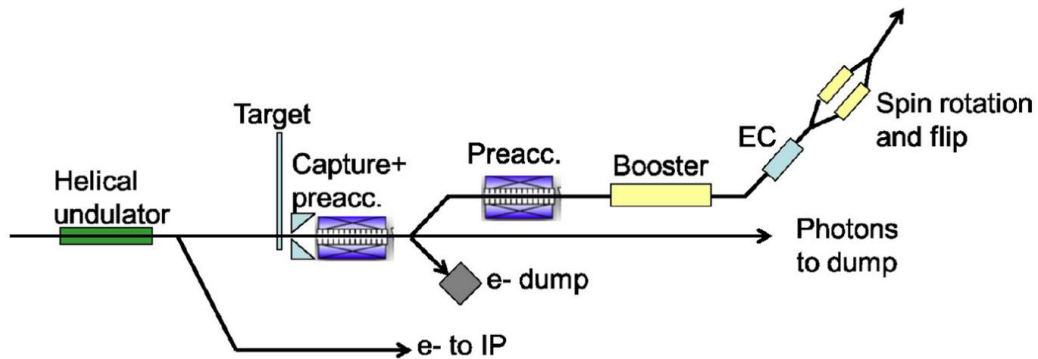 Target
Capture+
preacc.
Helical
undulator
Preacc.
Booster
EC
Spin rotation
and flip
Photons
to dump
e- dump
e- to IP